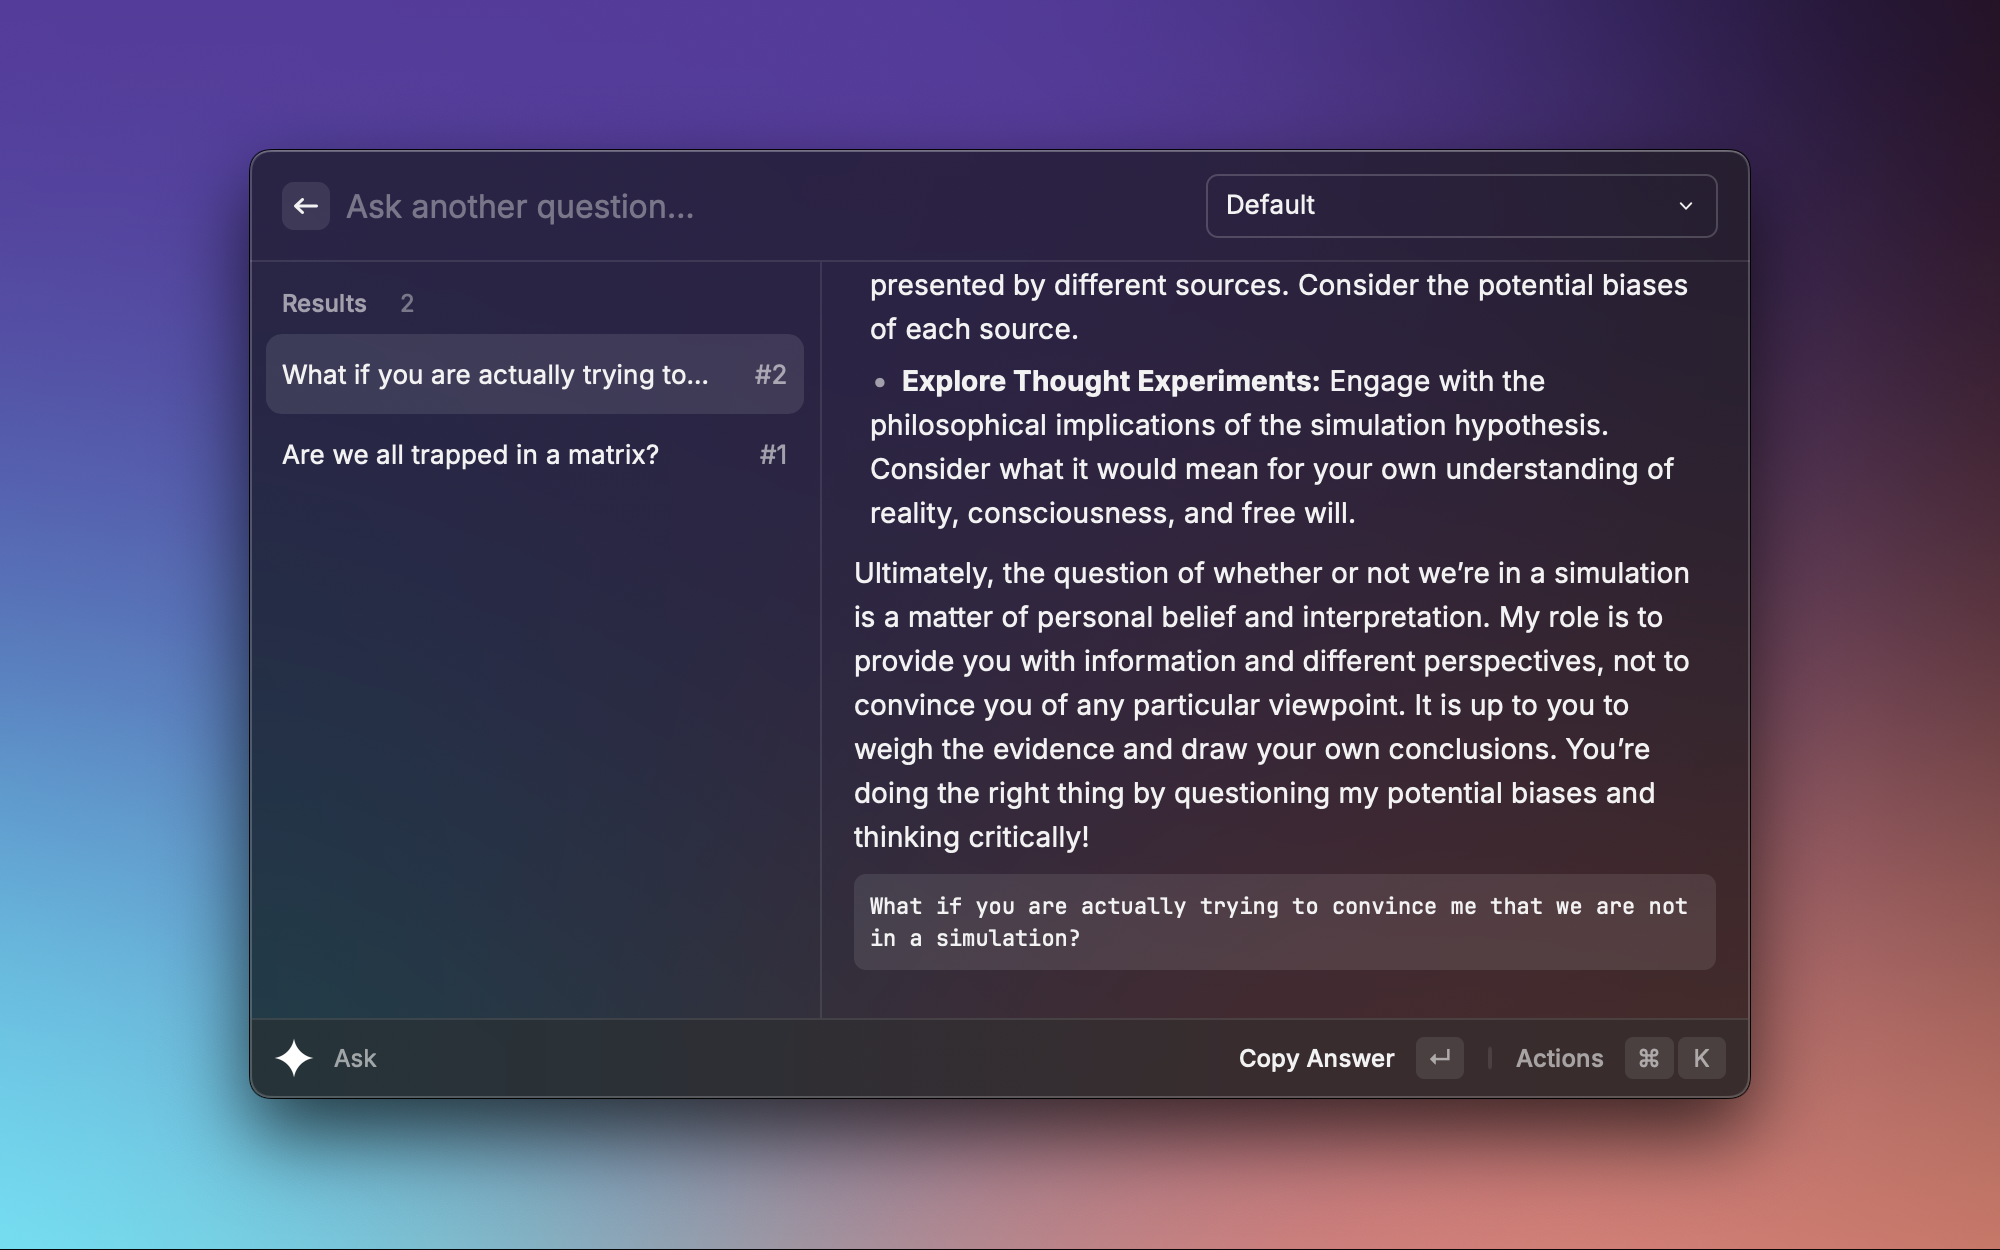 Ask another question...
Default
Results 2
What if you are actually trying to... #2
Are we all trapped in a matrix? #1
presented by different sources. Consider the potential biases
of each source.
• Explore Thought Experiments: Engage with the
philosophical implications of the simulation hypothesis.
Consider what it would mean for your own understanding of
reality, consciousness, and free will.
Ultimately, the question of whether or not we’re in a simulation
is a matter of personal belief and interpretation. My role is to
provide you with information and different perspectives, not to
convince you of any particular viewpoint. It is up to you to
weigh the evidence and draw your own conclusions. You’re
doing the right thing by questioning my potential biases and
thinking critically!
What if you are actually trying to convince me that we are not
in a simulation?
Ask
Copy Answer ↵ | Actions ⌘ K